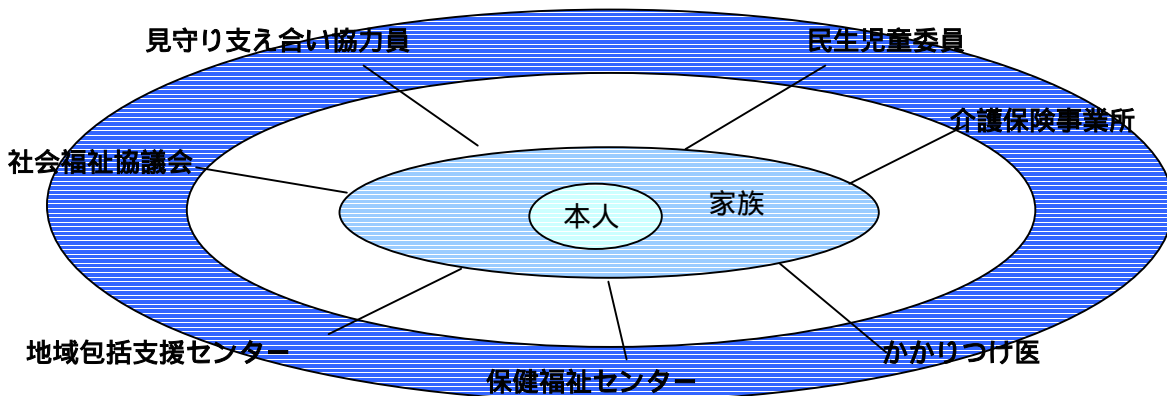 見守り支え合い協力員
民生児童委員
介護保険事業所
社会福祉協議会
家族
本人
地域包括支援センター
かかりつけ医
保健福祉センター